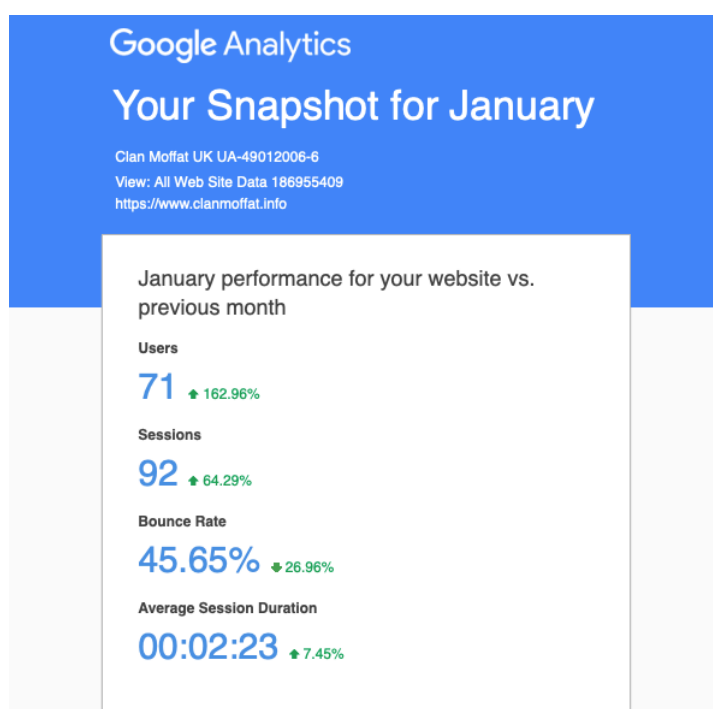 Google Analytics
Your Snapshot for January
Clan Moffat UK UA-49012006-6
View: All Web Site Data 186955409
https://www.clanmoffat.info
January performance for your website vs.
previous month
Users
71 162.96%
Sessions
92 64.29%
Bounce Rate
45.65% 26.96%
Average Session Duration
00:02:23 7.45%